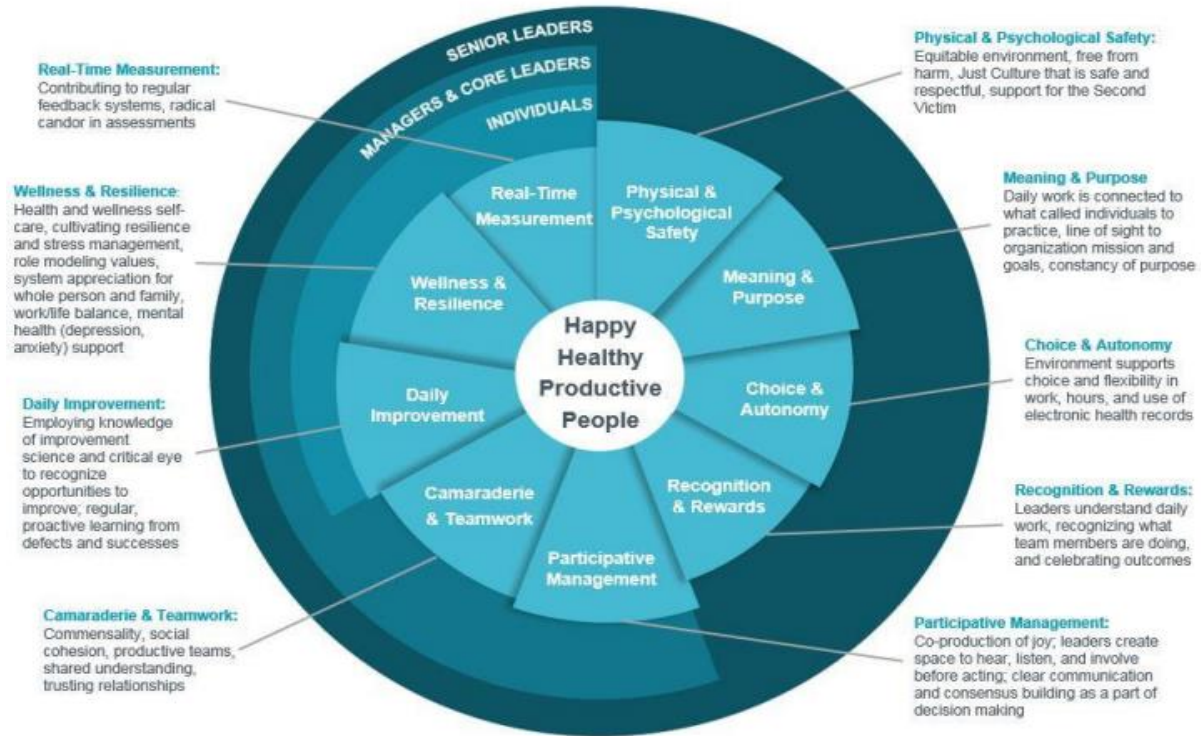 SENIOR LEADERS
MANAGERS & CORE LEADERS
INDIVIDUALS
Real-Time Measurement:
Contributing to regular
feedback systems, radical
candor in assessments
Wellness & Resilience:
Health and wellness self-
care, cultivating resilience
and stress management,
role modeling values,
system appreciation for
whole person and family,
work/life balance, mental
health (depression,
anxiety) support
Daily Improvement:
Employing knowledge
of improvement
science and critical eye
to recognize
opportunities to
improve; regular,
proactive learning from
defects and successes
Camaraderie & Teamwork:
Commensality, social
cohesion, productive teams,
shared understanding,
trusting relationships
Real-Time
Measurement
Physical &
Psychological
Safety
Wellness &
Resilience
Meaning &
Purpose
Happy
Healthy
Productive
People
Daily
Improvement
Choice &
Autonomy
Camaraderie
& Teamwork
Recognition
& Rewards
Participative
Management
Physical & Psychological Safety:
Equitable environment, free from
harm, Just Culture that is safe and
respectful, support for the Second
Victim
Meaning & Purpose
Daily work is connected to
what called individuals to
practice, line of sight to
organization mission and
goals, constancy of purpose
Choice & Autonomy
Environment supports
choice and flexibility in
work, hours, and use of
electronic health records
Recognition & Rewards:
Leaders understand daily
work, recognizing what
team members are doing,
and celebrating outcomes
Participative Management:
Co-production of joy; leaders create
space to hear, listen, and involve
before acting; clear communication
and consensus building as a part of
decision making